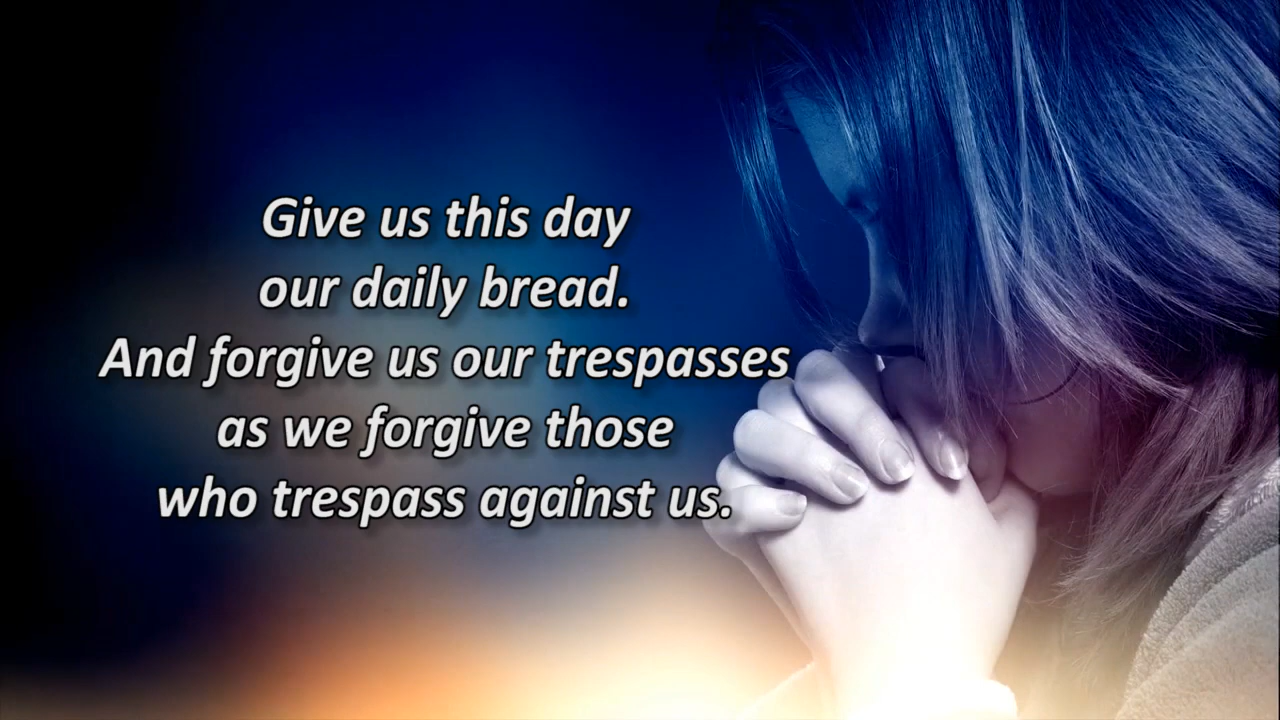 Give us this day
our daily bread.
And forgive us our trespasses
as we forgive those
who trespass against us.